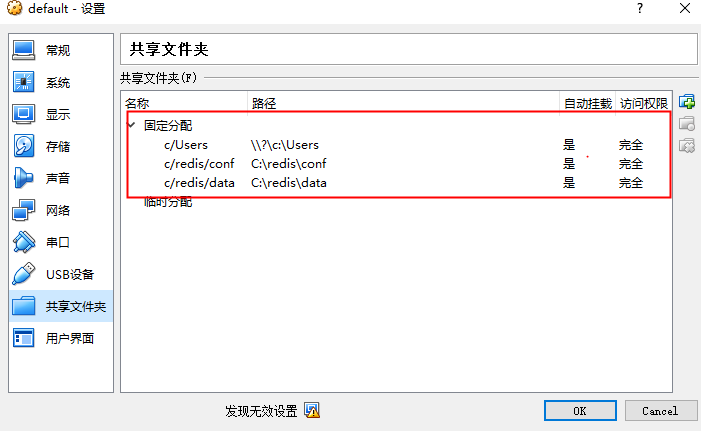 default - 设置 ?
常规
系统
显示
存储
声音
网络
串口
USB设备
共享文件夹
用户界面
共享文件夹
共享文件夹(F)
名称 路径 自动挂载 访问权限
固定分配
c/Users \\?\c:\Users 是 完全
c/redis/conf C:\redis\conf 是 完全
c/redis/data C:\redis\data 是 完全
临时分配
发现无效设置 OK Cancel